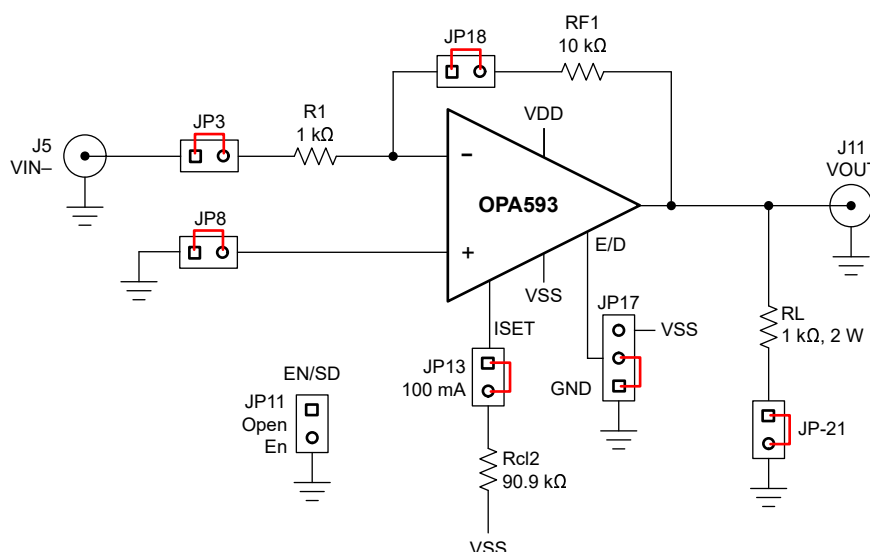 JP18
RF1
10 kΩ
VDD
J5
VIN–
JP3
R1
1 kΩ
J11
VOUT
–
OPA593
JP8
+
E/D
VSS
ISET
JP17
VSS
GND
JP13
100 mA
RL
1 kΩ, 2 W
EN/SD
JP11
Open
En
JP-21
Rcl2
90.9 kΩ
VSS